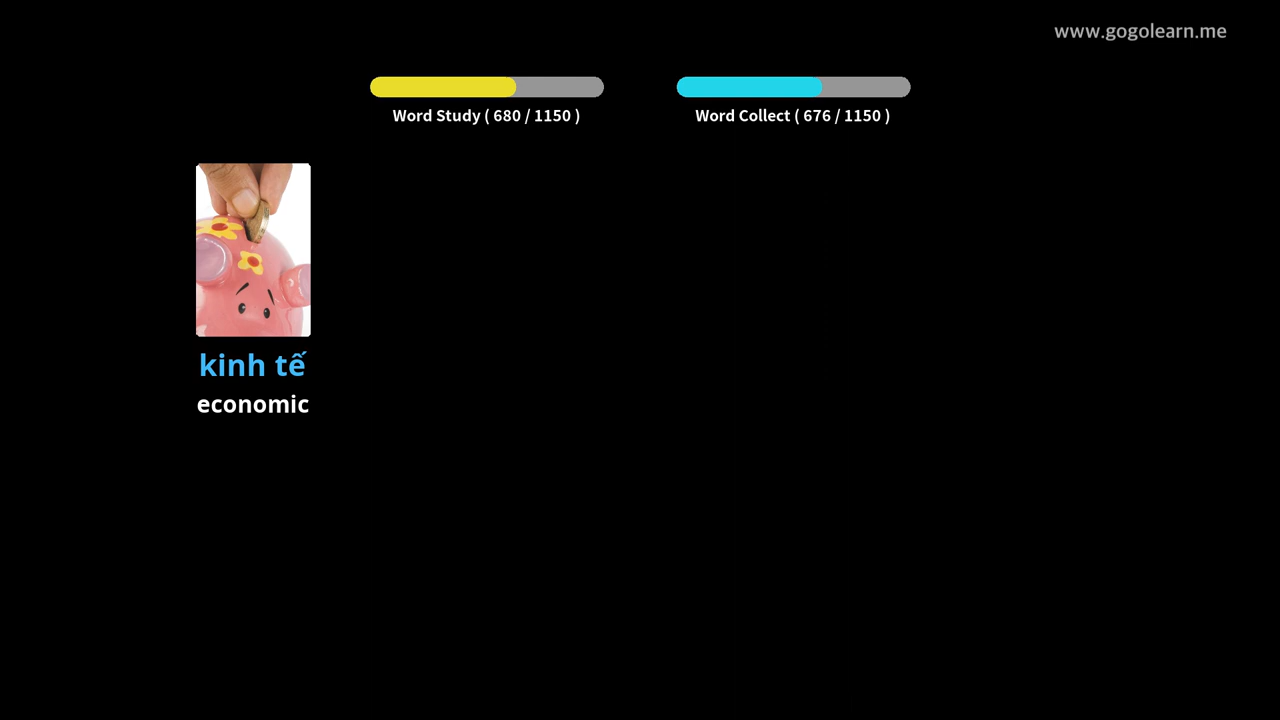 www.gogolearn.me
Word Study ( 680 / 1150 )
Word Collect ( 676 / 1150 )
kinh tế
economic